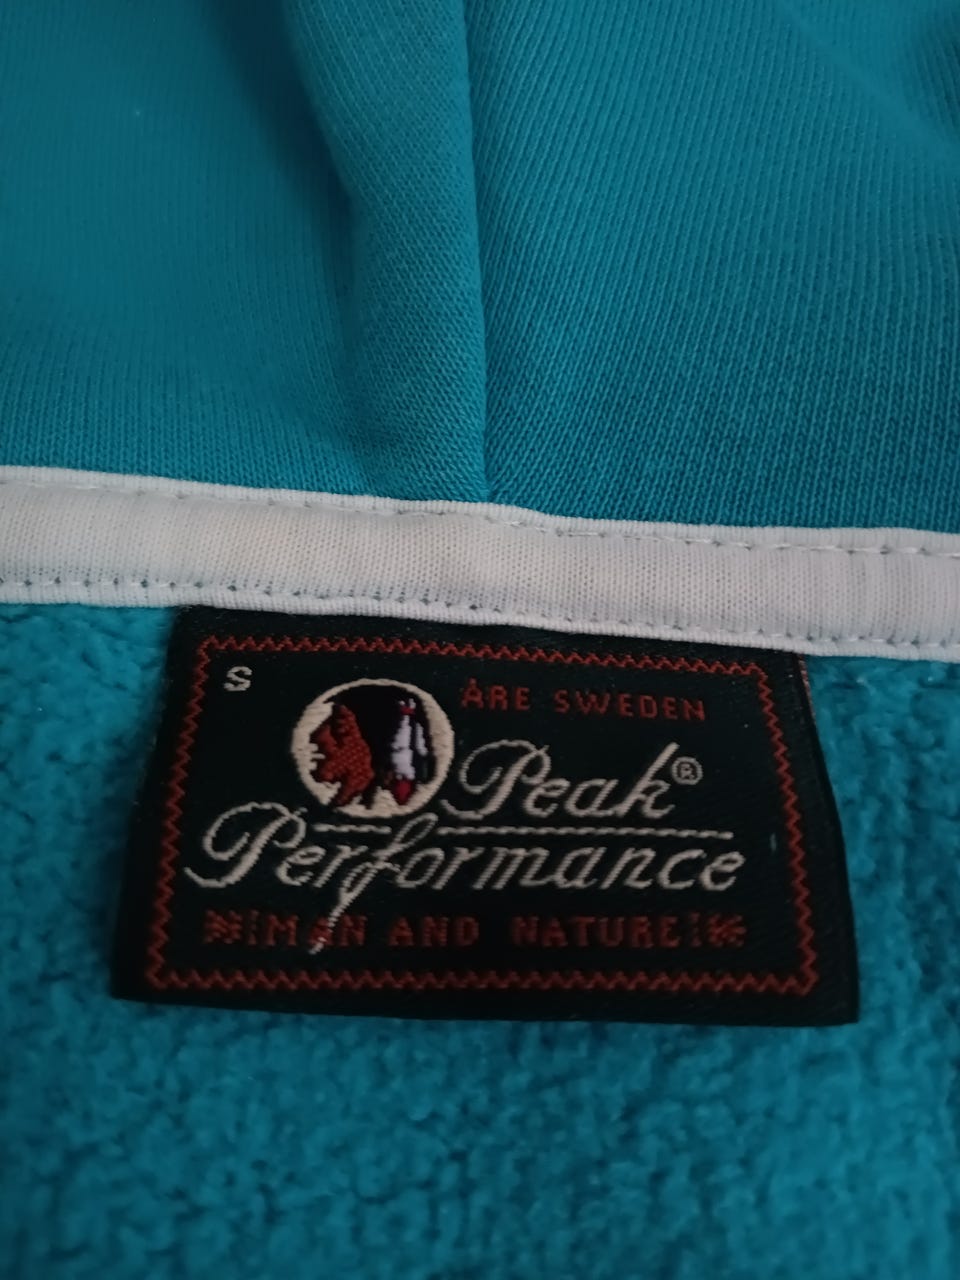 S
ÅRE SWEDEN
Peak®
Performance
MAN AND NATURE